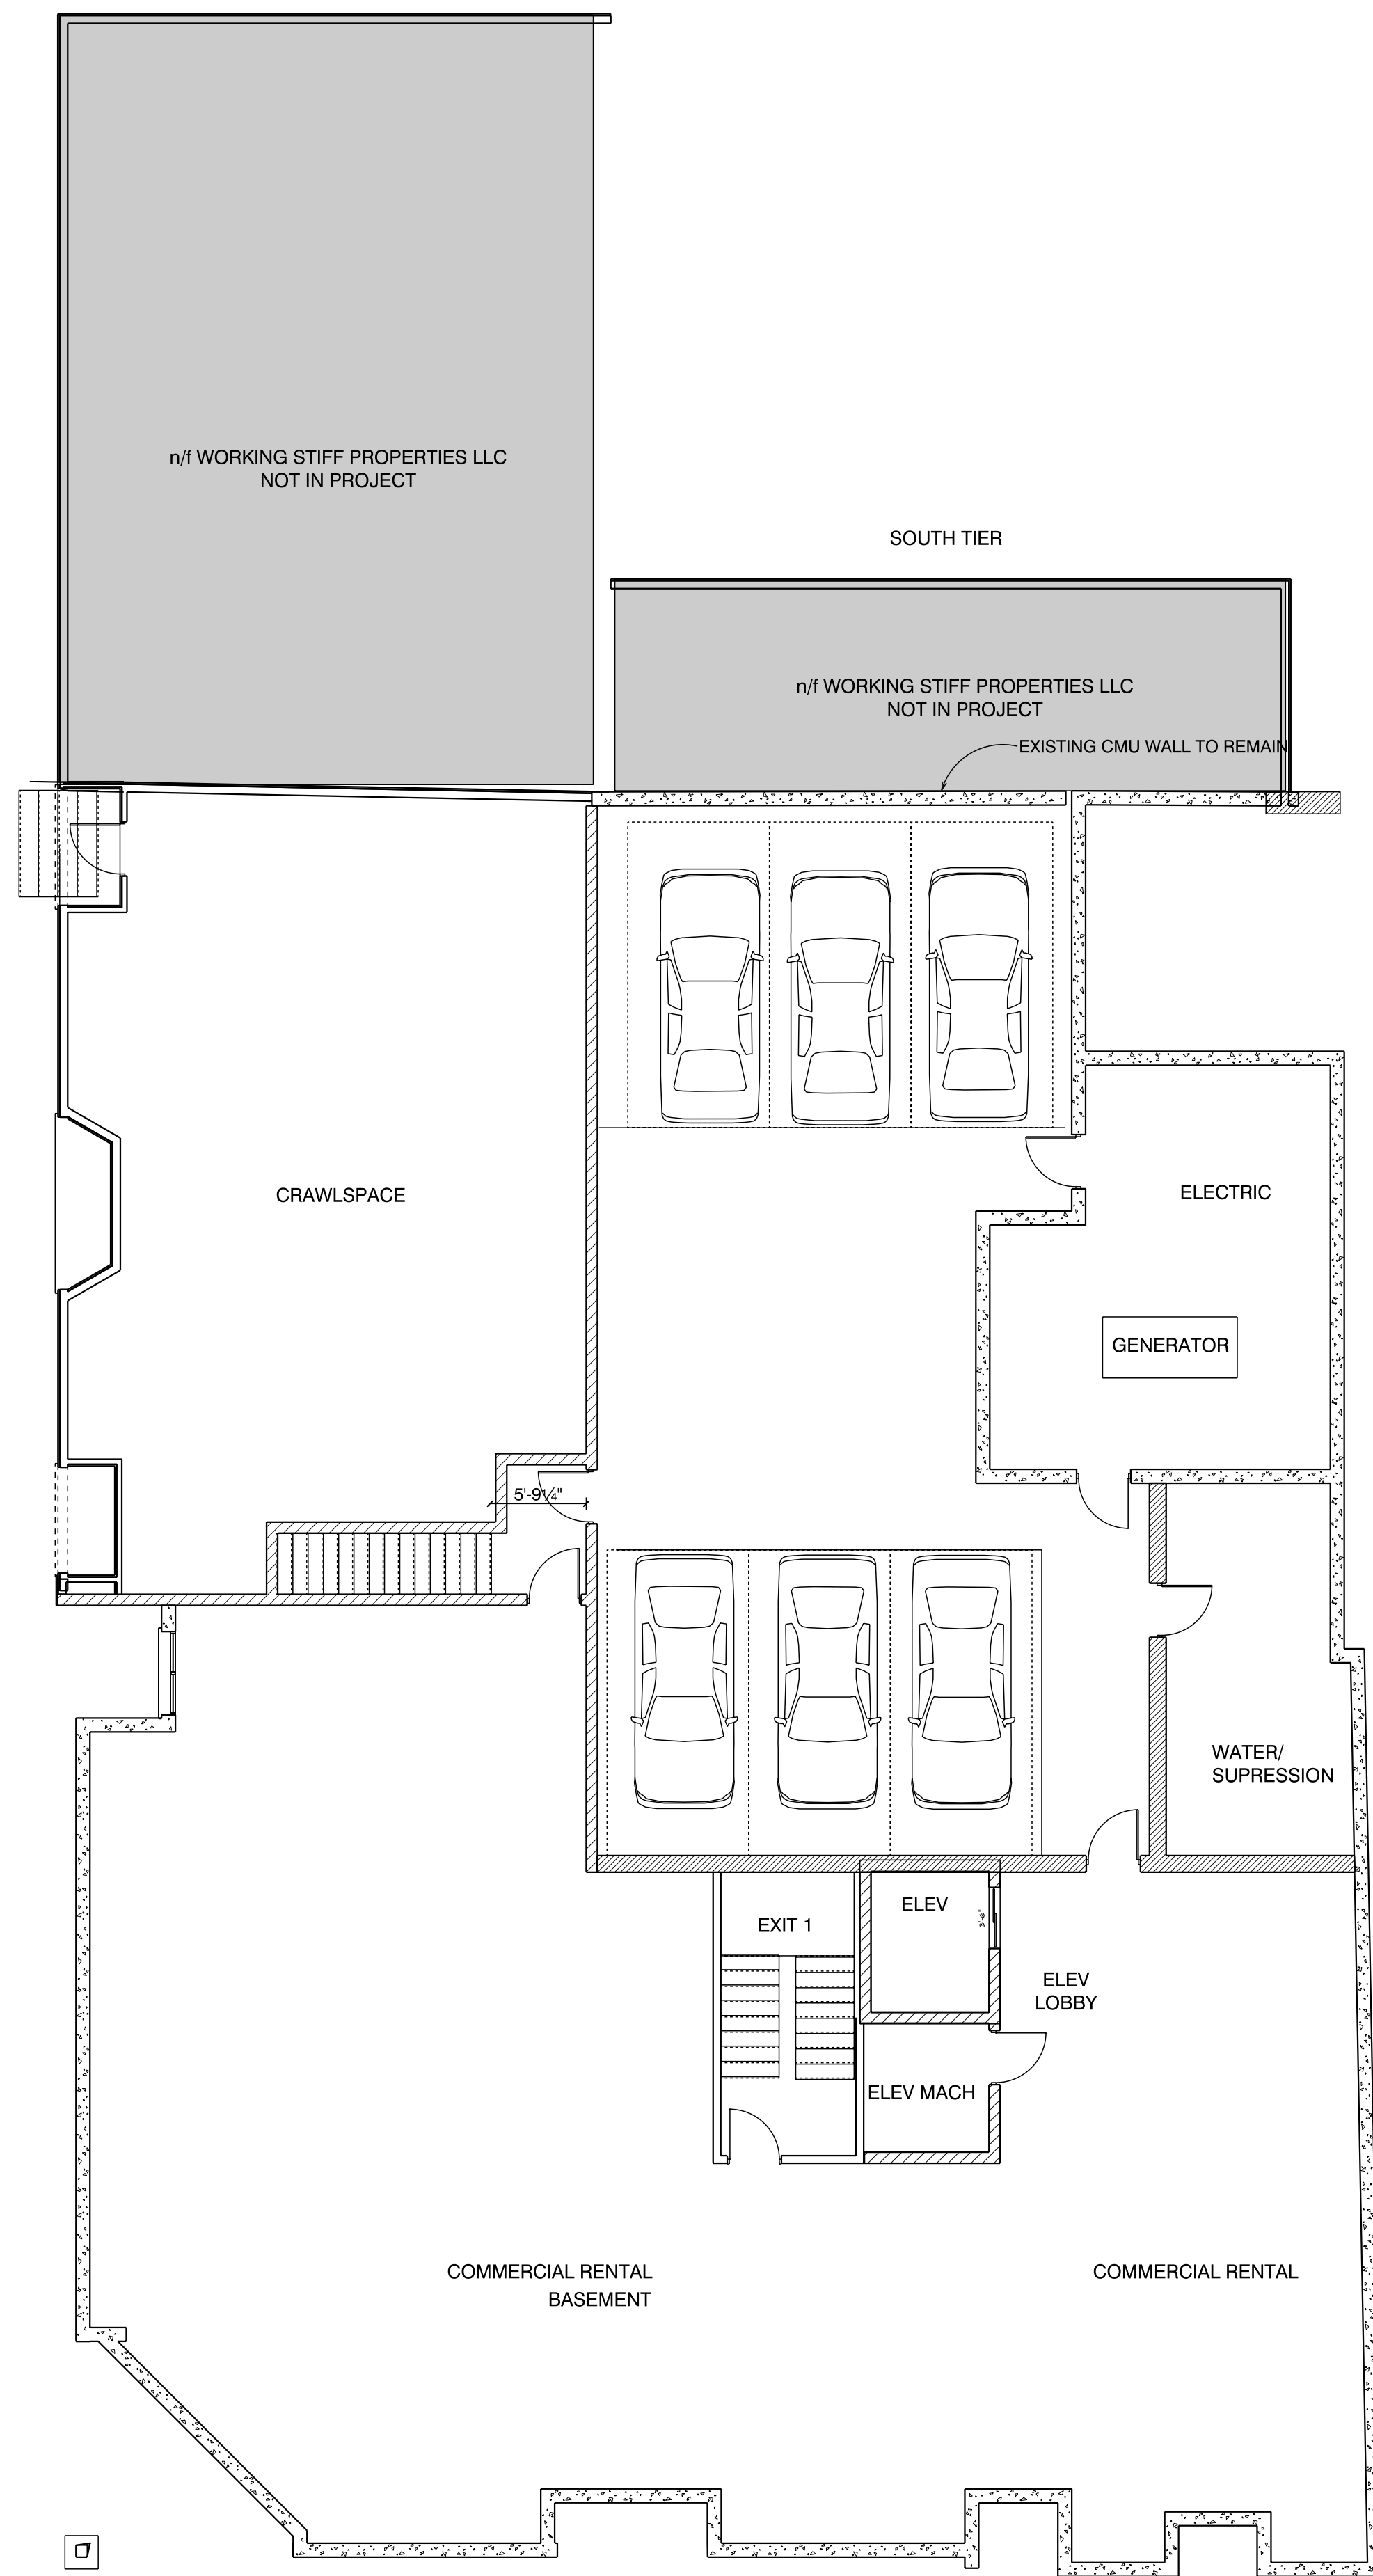 n/f WORKING STIFF PROPERTIES LLC
NOT IN PROJECT
SOUTH TIER
n/f WORKING STIFF PROPERTIES LLC
NOT IN PROJECT
EXISTING CMU WALL TO REMAIN
CRAWLSPACE
ELECTRIC
GENERATOR
5'-9¼"
WATER/
SUPRESSION
ELEV
3'-6"
EXIT 1
ELEV
LOBBY
ELEV MACH
COMMERCIAL RENTAL
BASEMENT
COMMERCIAL RENTAL